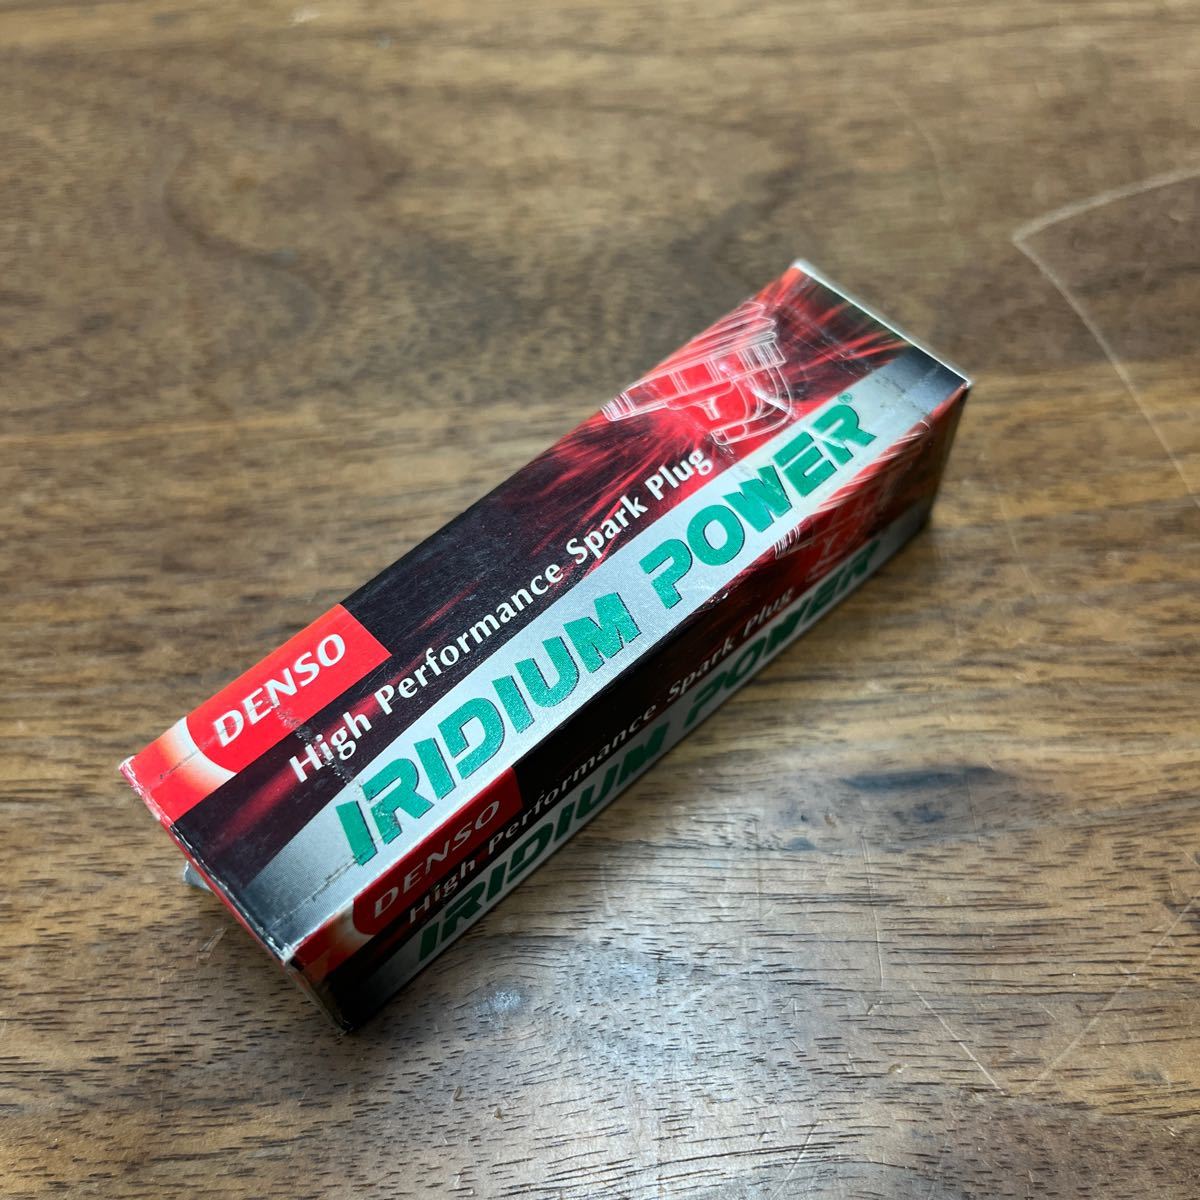 DENSO
High Performance Spark Plug
IRIDIUM POWER®
DENSO
High Performance Spark Plug
IRIDIUM POWER